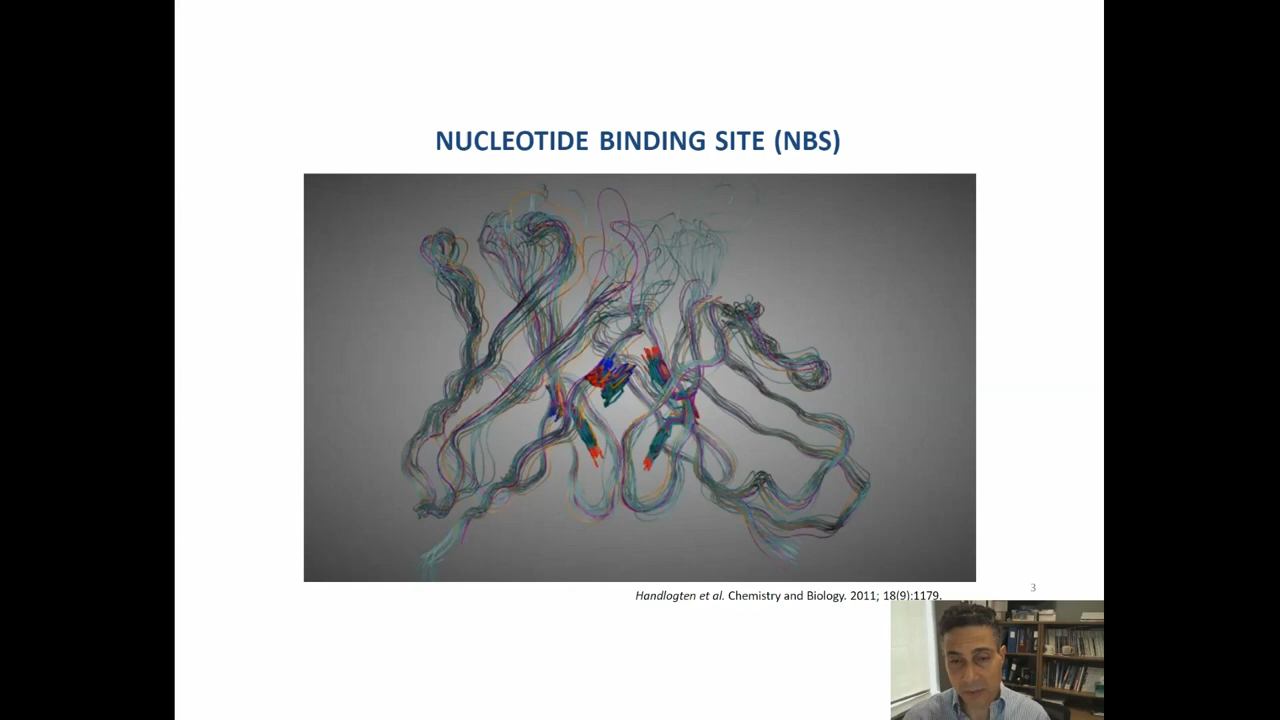 NUCLEOTIDE BINDING SITE (NBS)
Handlogten et al. Chemistry and Biology. 2011; 18(9):1179.
3